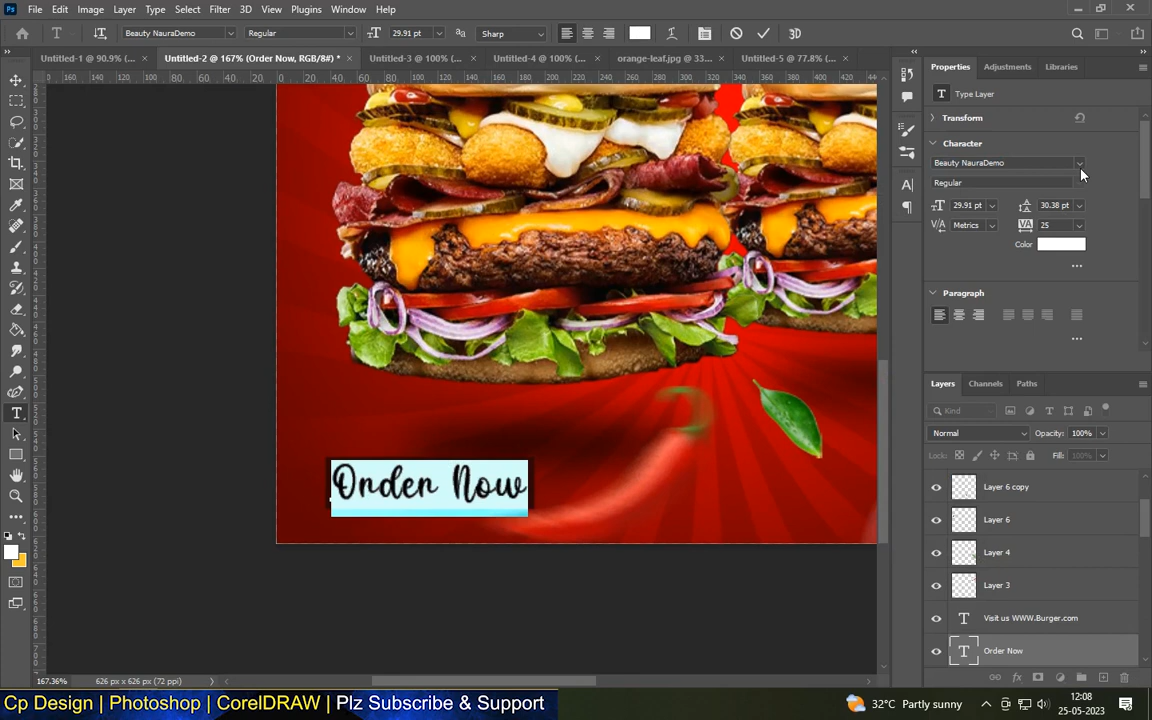 File Edit Image Layer Type Select Filter 3D View Plugins Window Help
Beauty NauraDemo Regular 29.91 pt Sharp 3D
Untitled-1 @ 90.9% (... × Untitled-2 @ 167% (Order Now, RGB/8#) * × Untitled-3 @ 100% (... × Untitled-4 @ 100% (... × orange-leaf.jpg @ 33... × Untitled-5 @ 77.8% (... ×
Properties Adjustments Libraries
Type Layer
Transform
Character
Beauty NauraDemo
Regular
29.91 pt 30.38 pt
Metrics 25
Color
Paragraph
Layers Channels Paths
Kind
Normal Opacity: 100%
Lock: Fill: 100%
Layer 6 copy
Layer 6
Layer 4
Layer 3
Visit us WWW.Burger.com
Order Now
Order Now
167.36% 626 px x 626 px (72 ppi)
Cp Design | Photoshop | CorelDRAW | Plz Subscribe & Support
32°C Partly sunny
12:08
25-05-2023